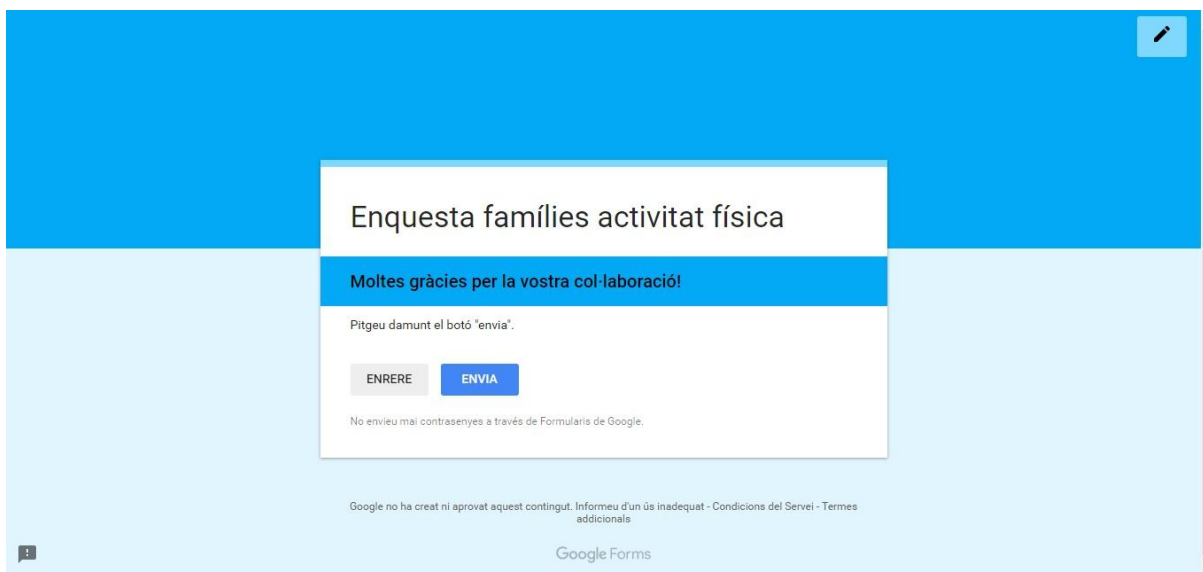 Enquesta famílies activitat física
Moltes gràcies per la vostra col·laboració!
Pitgeu damunt el botó "envia".
ENRERE ENVIA
No envieu mai contrasenyes a través de Formularis de Google.
Google no ha creat ni aprovat aquest contingut. Informeu d'un ús inadequat - Condicions del Servei - Termes
addicionals
Google Forms